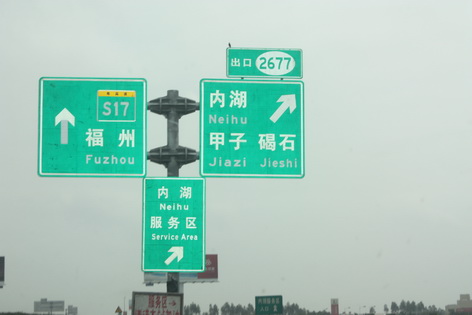 出口 2677
S17
福州
Fuzhou
内湖
Neihu
甲子 碣石
Jiazi Jieshi
内湖
Neihu
服务区
Service Area